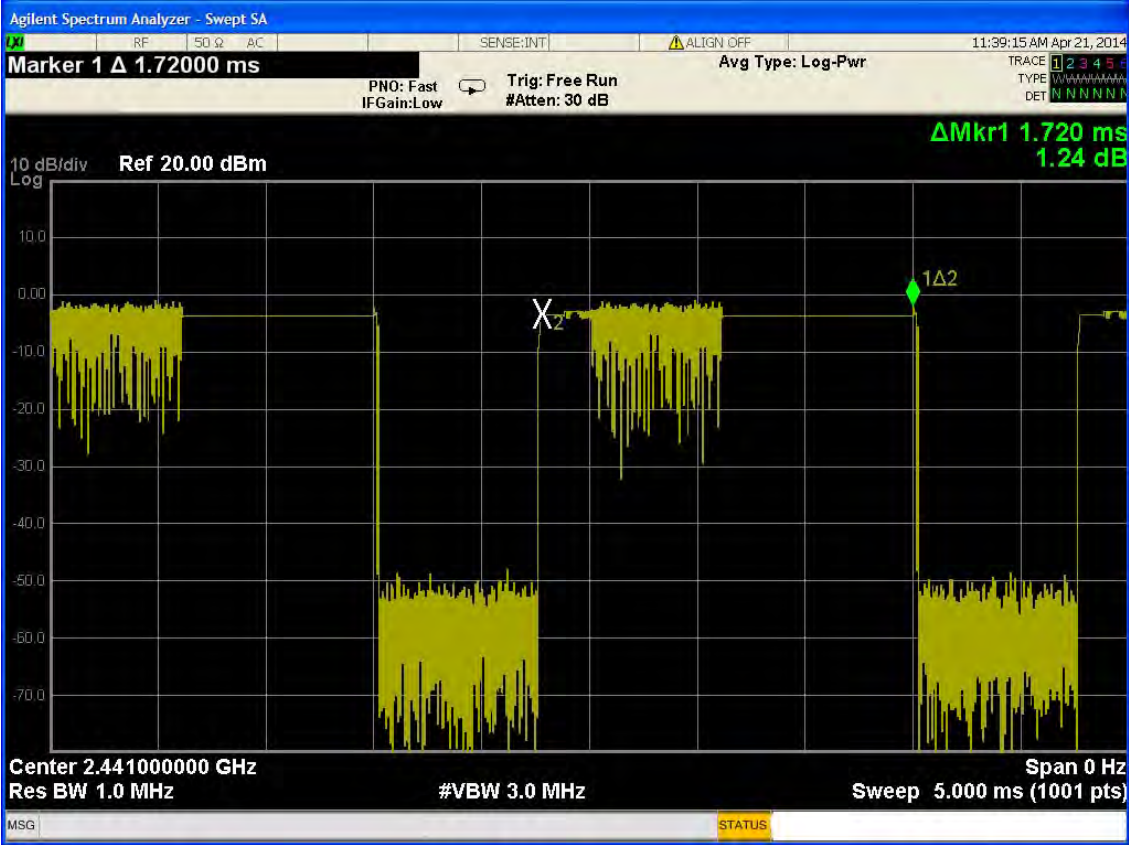 Agilent Spectrum Analyzer - Swept SA
LXI RF 50 Ω AC SENSE:INT ALIGN OFF 11:39:15 AM Apr 21, 2014
Marker 1 Δ 1.72000 ms
PNO: Fast
IFGain:Low
Trig: Free Run
#Atten: 30 dB
Avg Type: Log-Pwr
TRACE 1 2 3 4 5 6
TYPE
DET N N N N N N
ΔMkr1 1.720 ms
1.24 dB
10 dB/div Ref 20.00 dBm
Log
10.0
1Δ2
0.00
X2
-10.0
-20.0
-30.0
-40.0
-50.0
-60.0
-70.0
Center 2.441000000 GHz Span 0 Hz
Res BW 1.0 MHz #VBW 3.0 MHz Sweep 5.000 ms (1001 pts)
MSG STATUS